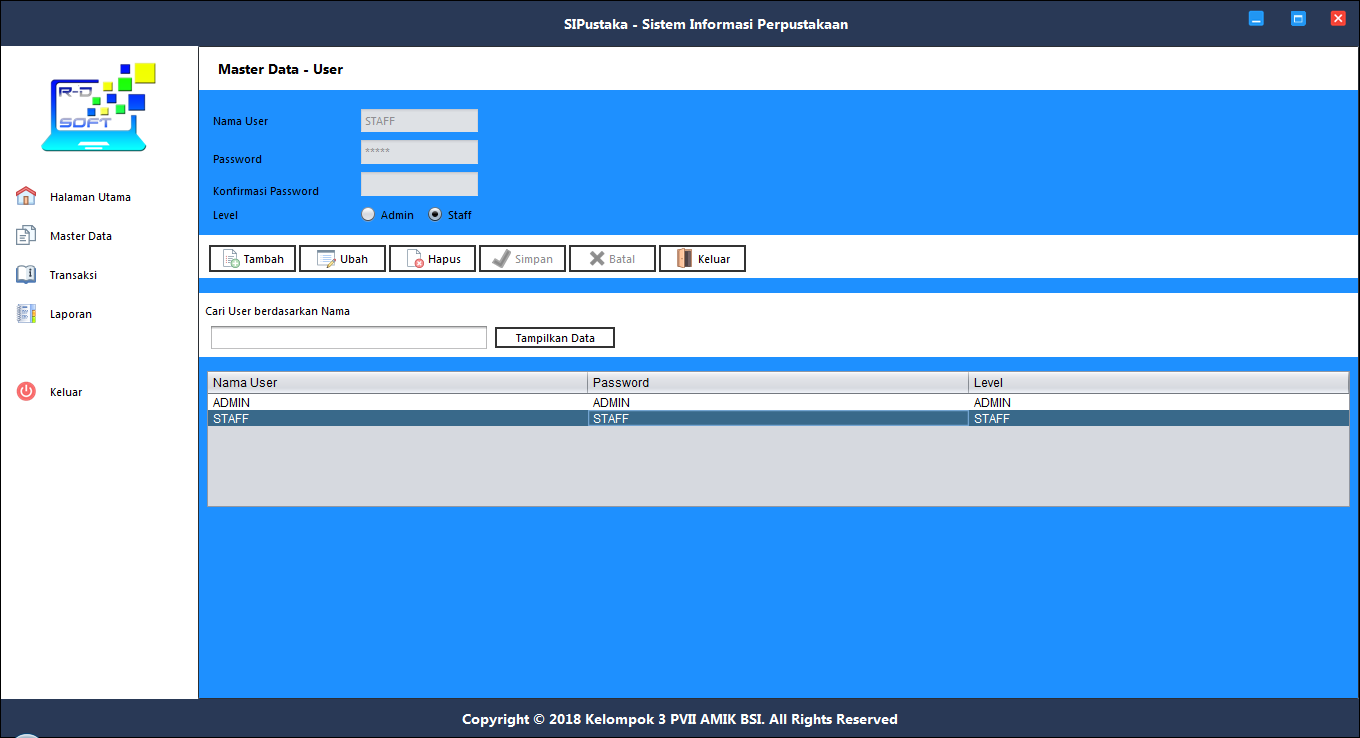 SIPustaka - Sistem Informasi Perpustakaan
R-D
SOFT
Halaman Utama
Master Data
Transaksi
Laporan
Keluar
Master Data - User
Nama User STAFF
Password *****
Konfirmasi Password
Level Admin Staff
Tambah Ubah Hapus Simpan Batal Keluar
Cari User berdasarkan Nama
Tampilkan Data
Nama User Password Level
ADMIN ADMIN ADMIN
STAFF STAFF STAFF
Copyright © 2018 Kelompok 3 PVII AMIK BSI. All Rights Reserved